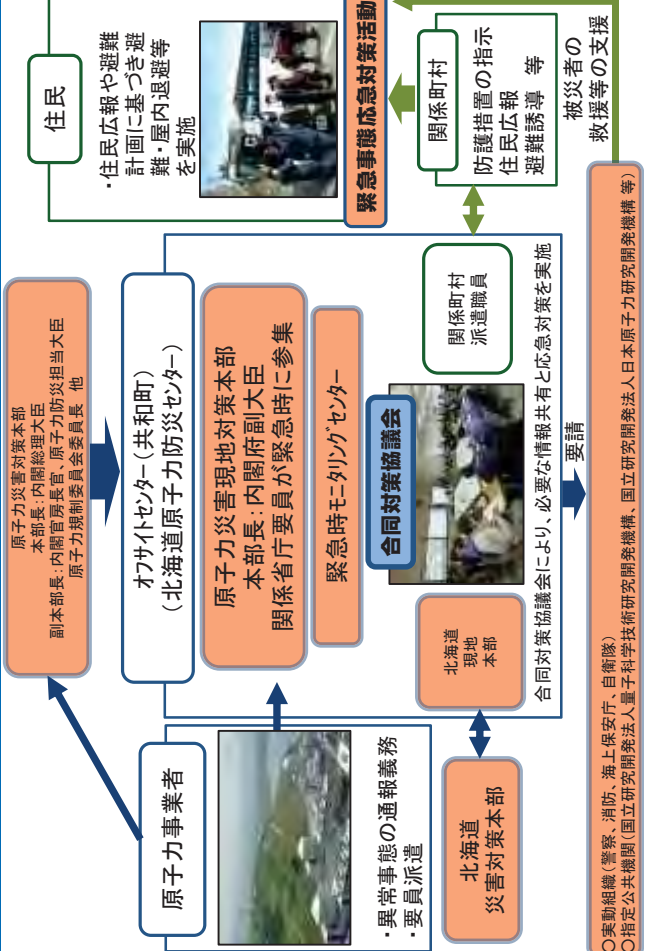 原子力災害対策本部
本部長:内閣総理大臣
副本部長:内閣官房長官、原子力防災担当大臣
原子力規制委員会委員長 他
原子力事業者
・異常事態の通報義務
・要員派遣
オフサイトセンター(共和町)
(北海道原子力防災センター)
原子力災害現地対策本部
本部長:内閣府副大臣
関係省庁要員が緊急時に参集
緊急時モニタリングセンター
合同対策協議会
北海道
現地
本部
関係町村
派遣職員
合同対策協議会により、必要な情報共有と応急対策を実施
北海道
災害対策本部
住民
・住民広報や避難
計画に基づき避
難・屋内退避等
を実施
緊急事態応急対策活動
関係町村
防護措置の指示
住民広報
避難誘導 等
被災者の
救援等の支援
要請
○実動組織(警察、消防、海上保安庁、自衛隊)
○指定公共機関(国立研究開発法人量子科学技術研究開発機構、国立研究開発法人日本原子力研究開発機構 等)